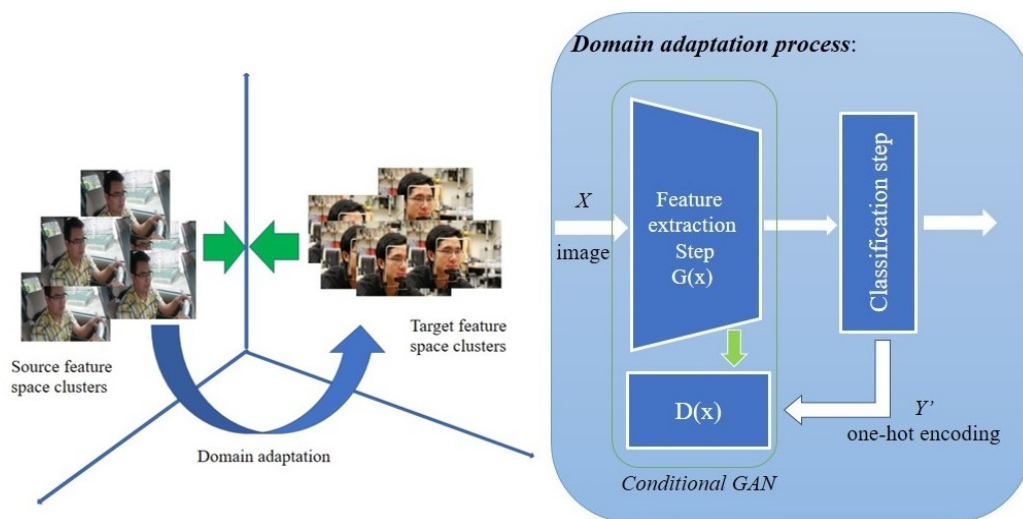 Source feature
space clusters
Target feature
space clusters
Domain adaptation
Domain adaptation process:
X
image
Feature
extraction
Step
G(x)
Classification step
D(x)
Y'
one-hot encoding
Conditional GAN